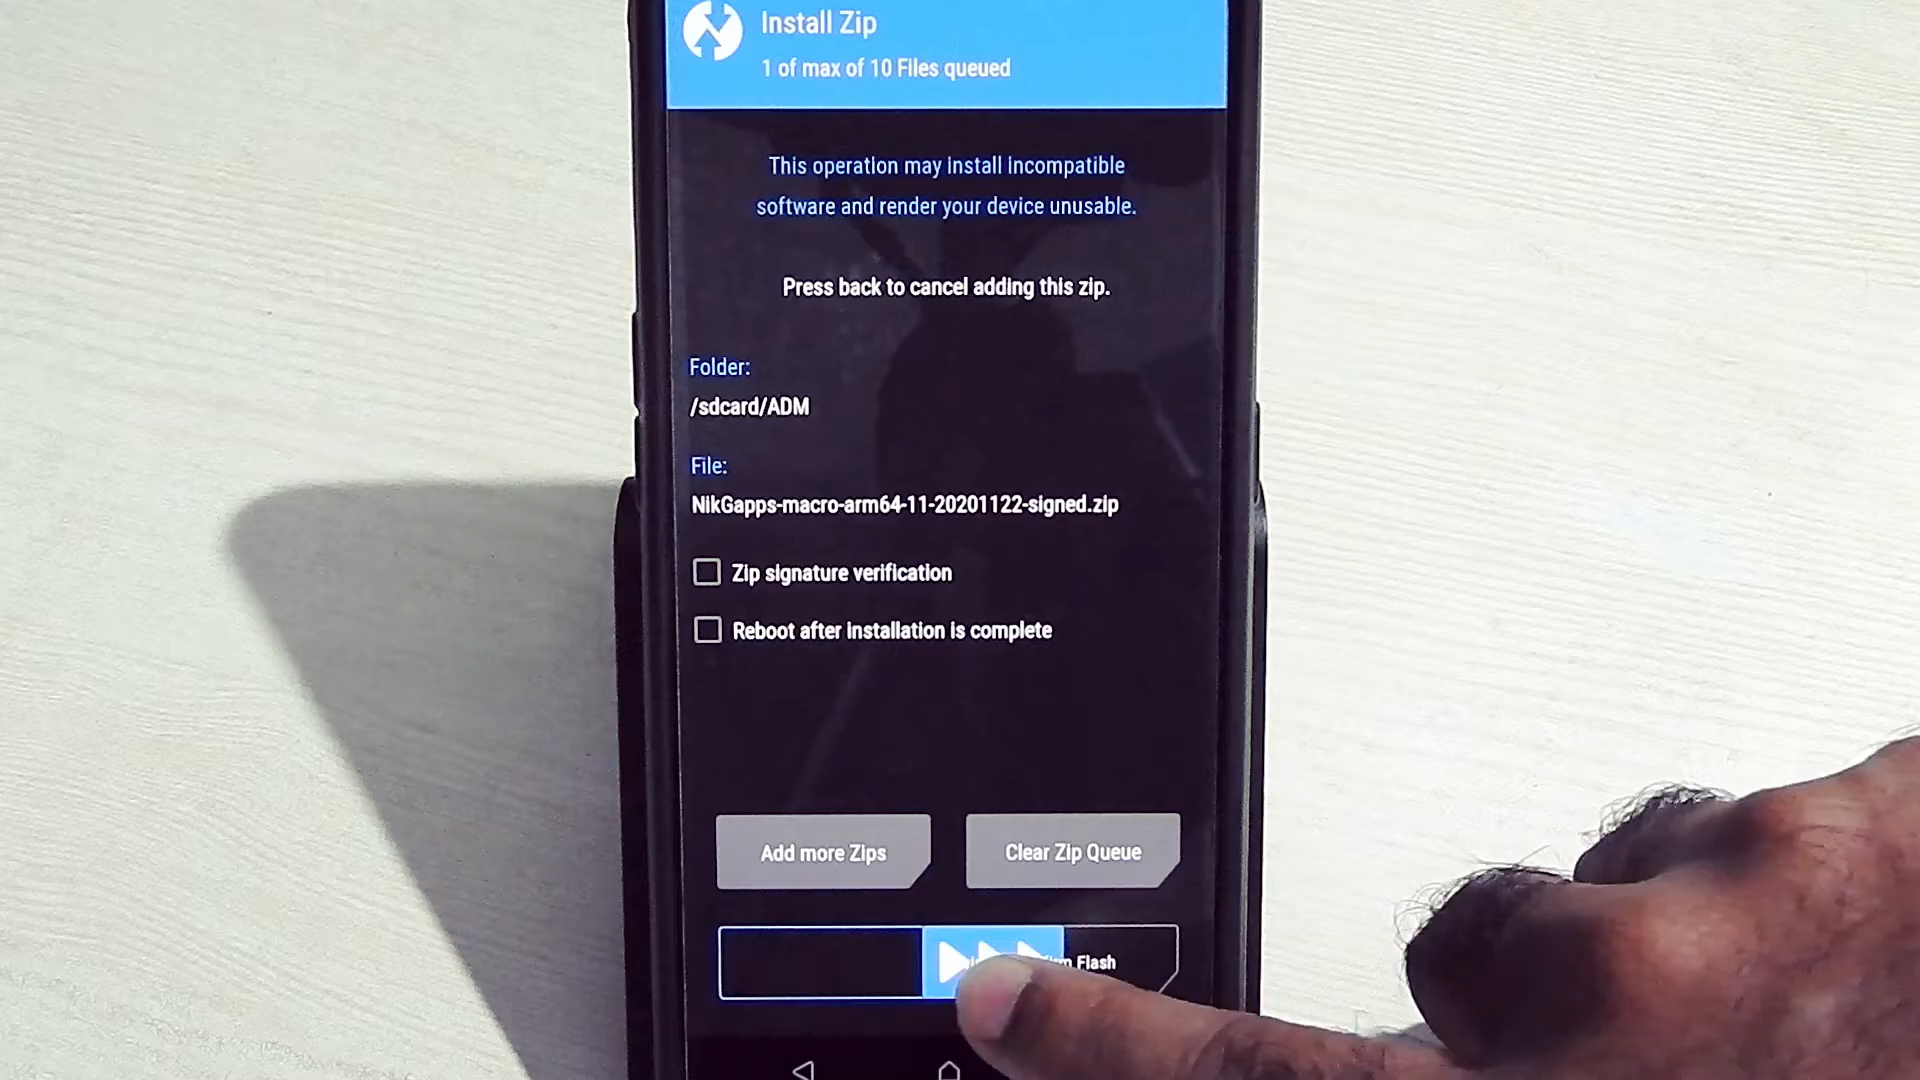 Install Zip
1 of max of 10 Files queued
This operation may install incompatible
software and render your device unusable.
Press back to cancel adding this zip.
Folder:
/sdcard/ADM
File:
NikGapps-macro-arm64-11-20201122-signed.zip
Zip signature verification
Reboot after installation is complete
Add more Zips
Clear Zip Queue
Flash